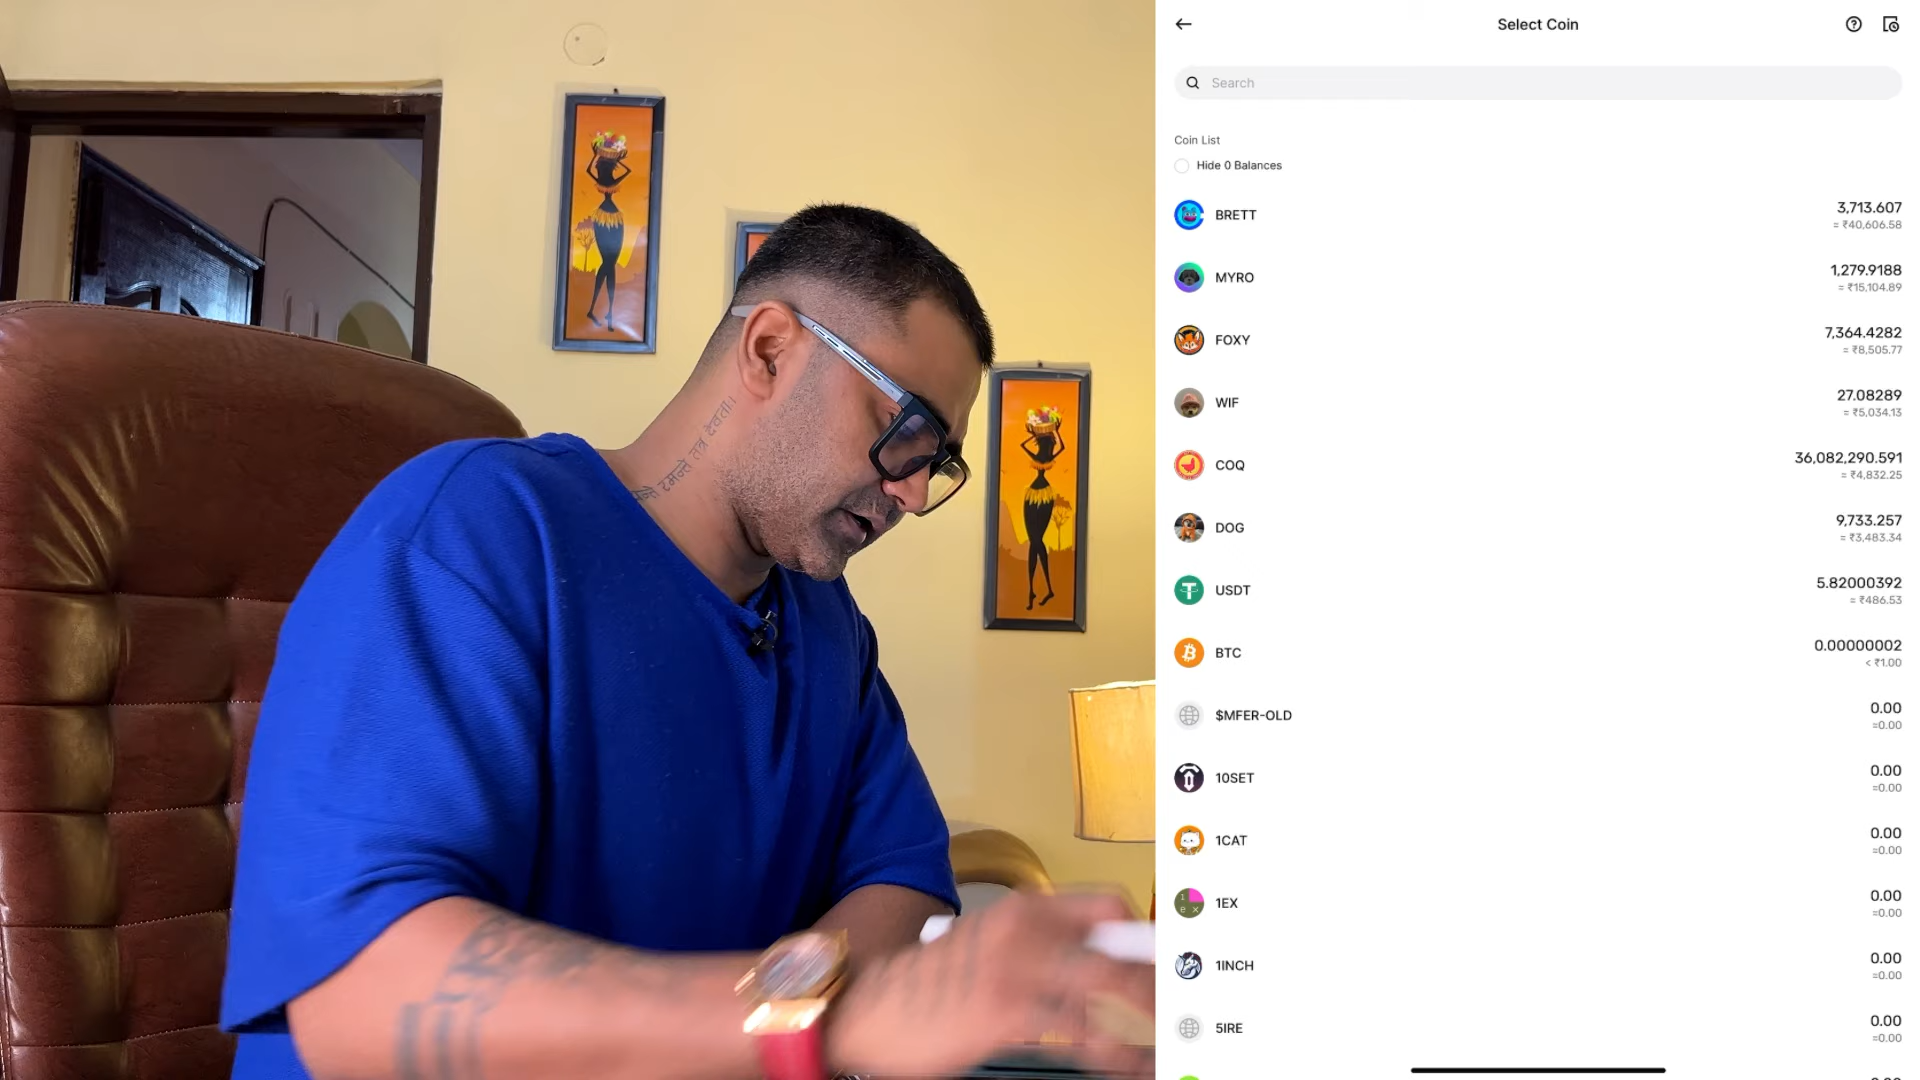 Select Coin
Search
Coin List
Hide 0 Balances
BRETT 3,713.607
= ₹40,606.58
MYRO 1,279.9188
= ₹15,104.89
FOXY 7,364.4282
= ₹8,505.77
WIF 27.08289
= ₹5,034.13
COQ 36,082,290.591
= ₹4,832.25
DOG 9,733.257
= ₹3,483.34
USDT 5.82000392
= ₹486.53
BTC 0.00000002
< ₹1.00
$MFER-OLD 0.00
=0.00
10SET 0.00
=0.00
1CAT 0.00
=0.00
1EX 0.00
=0.00
1INCH 0.00
=0.00
5IRE 0.00
=0.00
रमन्ते तत्र देवता।